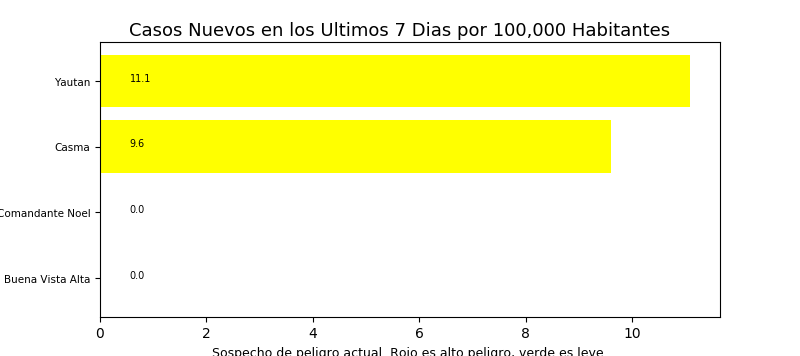 Casos Nuevos en los Ultimos 7 Dias por 100,000 Habitantes
Yautan 11.1
Casma 9.6
Comandante Noel 0.0
Buena Vista Alta 0.0
0 2 4 6 8 10
Sospecho de peligro actual. Rojo es alto peligro, verde es leve